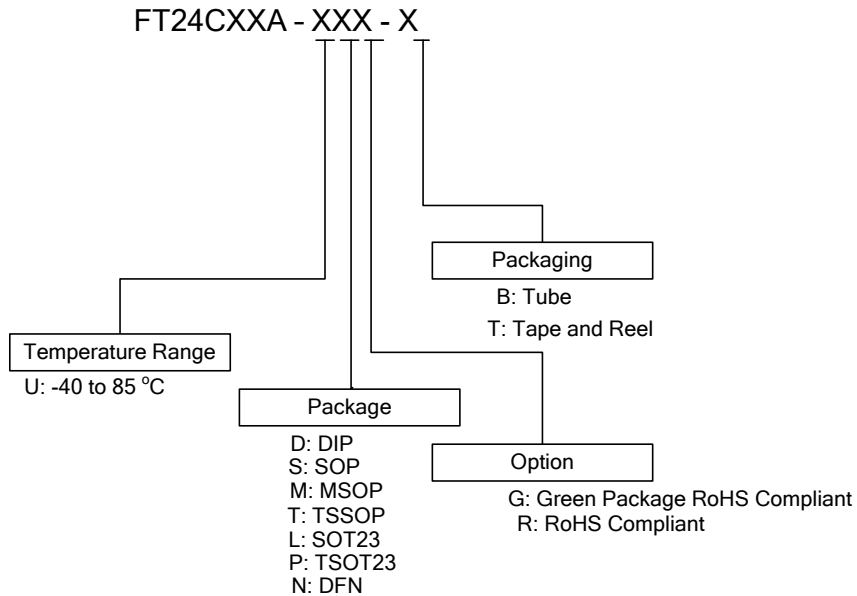 FT24CXXA - XXX - X
Packaging
B: Tube
T: Tape and Reel
Temperature Range
U: -40 to 85 °C
Package
D: DIP
S: SOP
M: MSOP
T: TSSOP
L: SOT23
P: TSOT23
N: DFN
Option
G: Green Package RoHS Compliant
R: RoHS Compliant